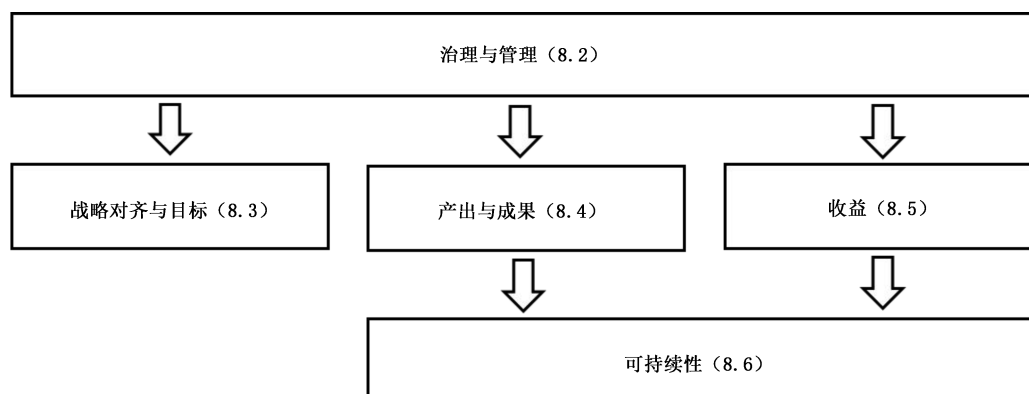 治理与管理（8.2）
战略对齐与目标（8.3）
产出与成果（8.4）
收益（8.5）
可持续性（8.6）